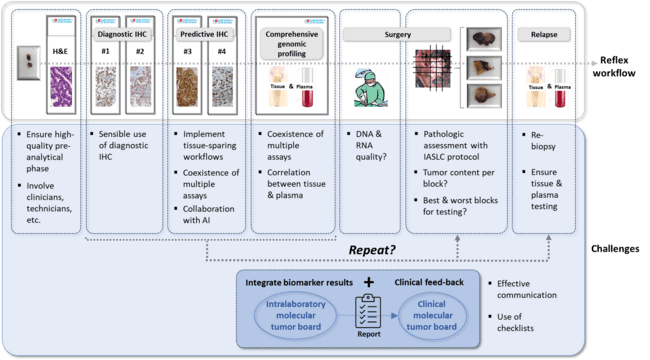 Diagnostic IHC
Predictive IHC
Comprehensive
genomic
profiling
Surgery
Relapse
H&E
#1
#2
#3
#4
Tissue & Plasma
Tissue & Plasma
Reflex
workflow
• Ensure high-
quality pre-
analytical
phase
• Involve
clinicians,
technicians,
etc.
• Sensible use
of diagnostic
IHC
• Implement
tissue-sparing
workflows
• Coexistence of
multiple
assays
• Collaboration
with AI
• Coexistence of
multiple
assays
• Correlation
between tissue
& plasma
• DNA &
RNA
quality?
• Pathologic
assessment with
IASLC protocol
• Tumor content per
block?
• Best & worst blocks
for testing?
• Re-
biopsy
• Ensure
tissue &
plasma
testing
Repeat?
Challenges
Integrate biomarker results + Clinical feed-back
Intralaboratory
molecular
tumor board
Report
Clinical
molecular
tumor board
• Effective
communication
• Use of
checklists